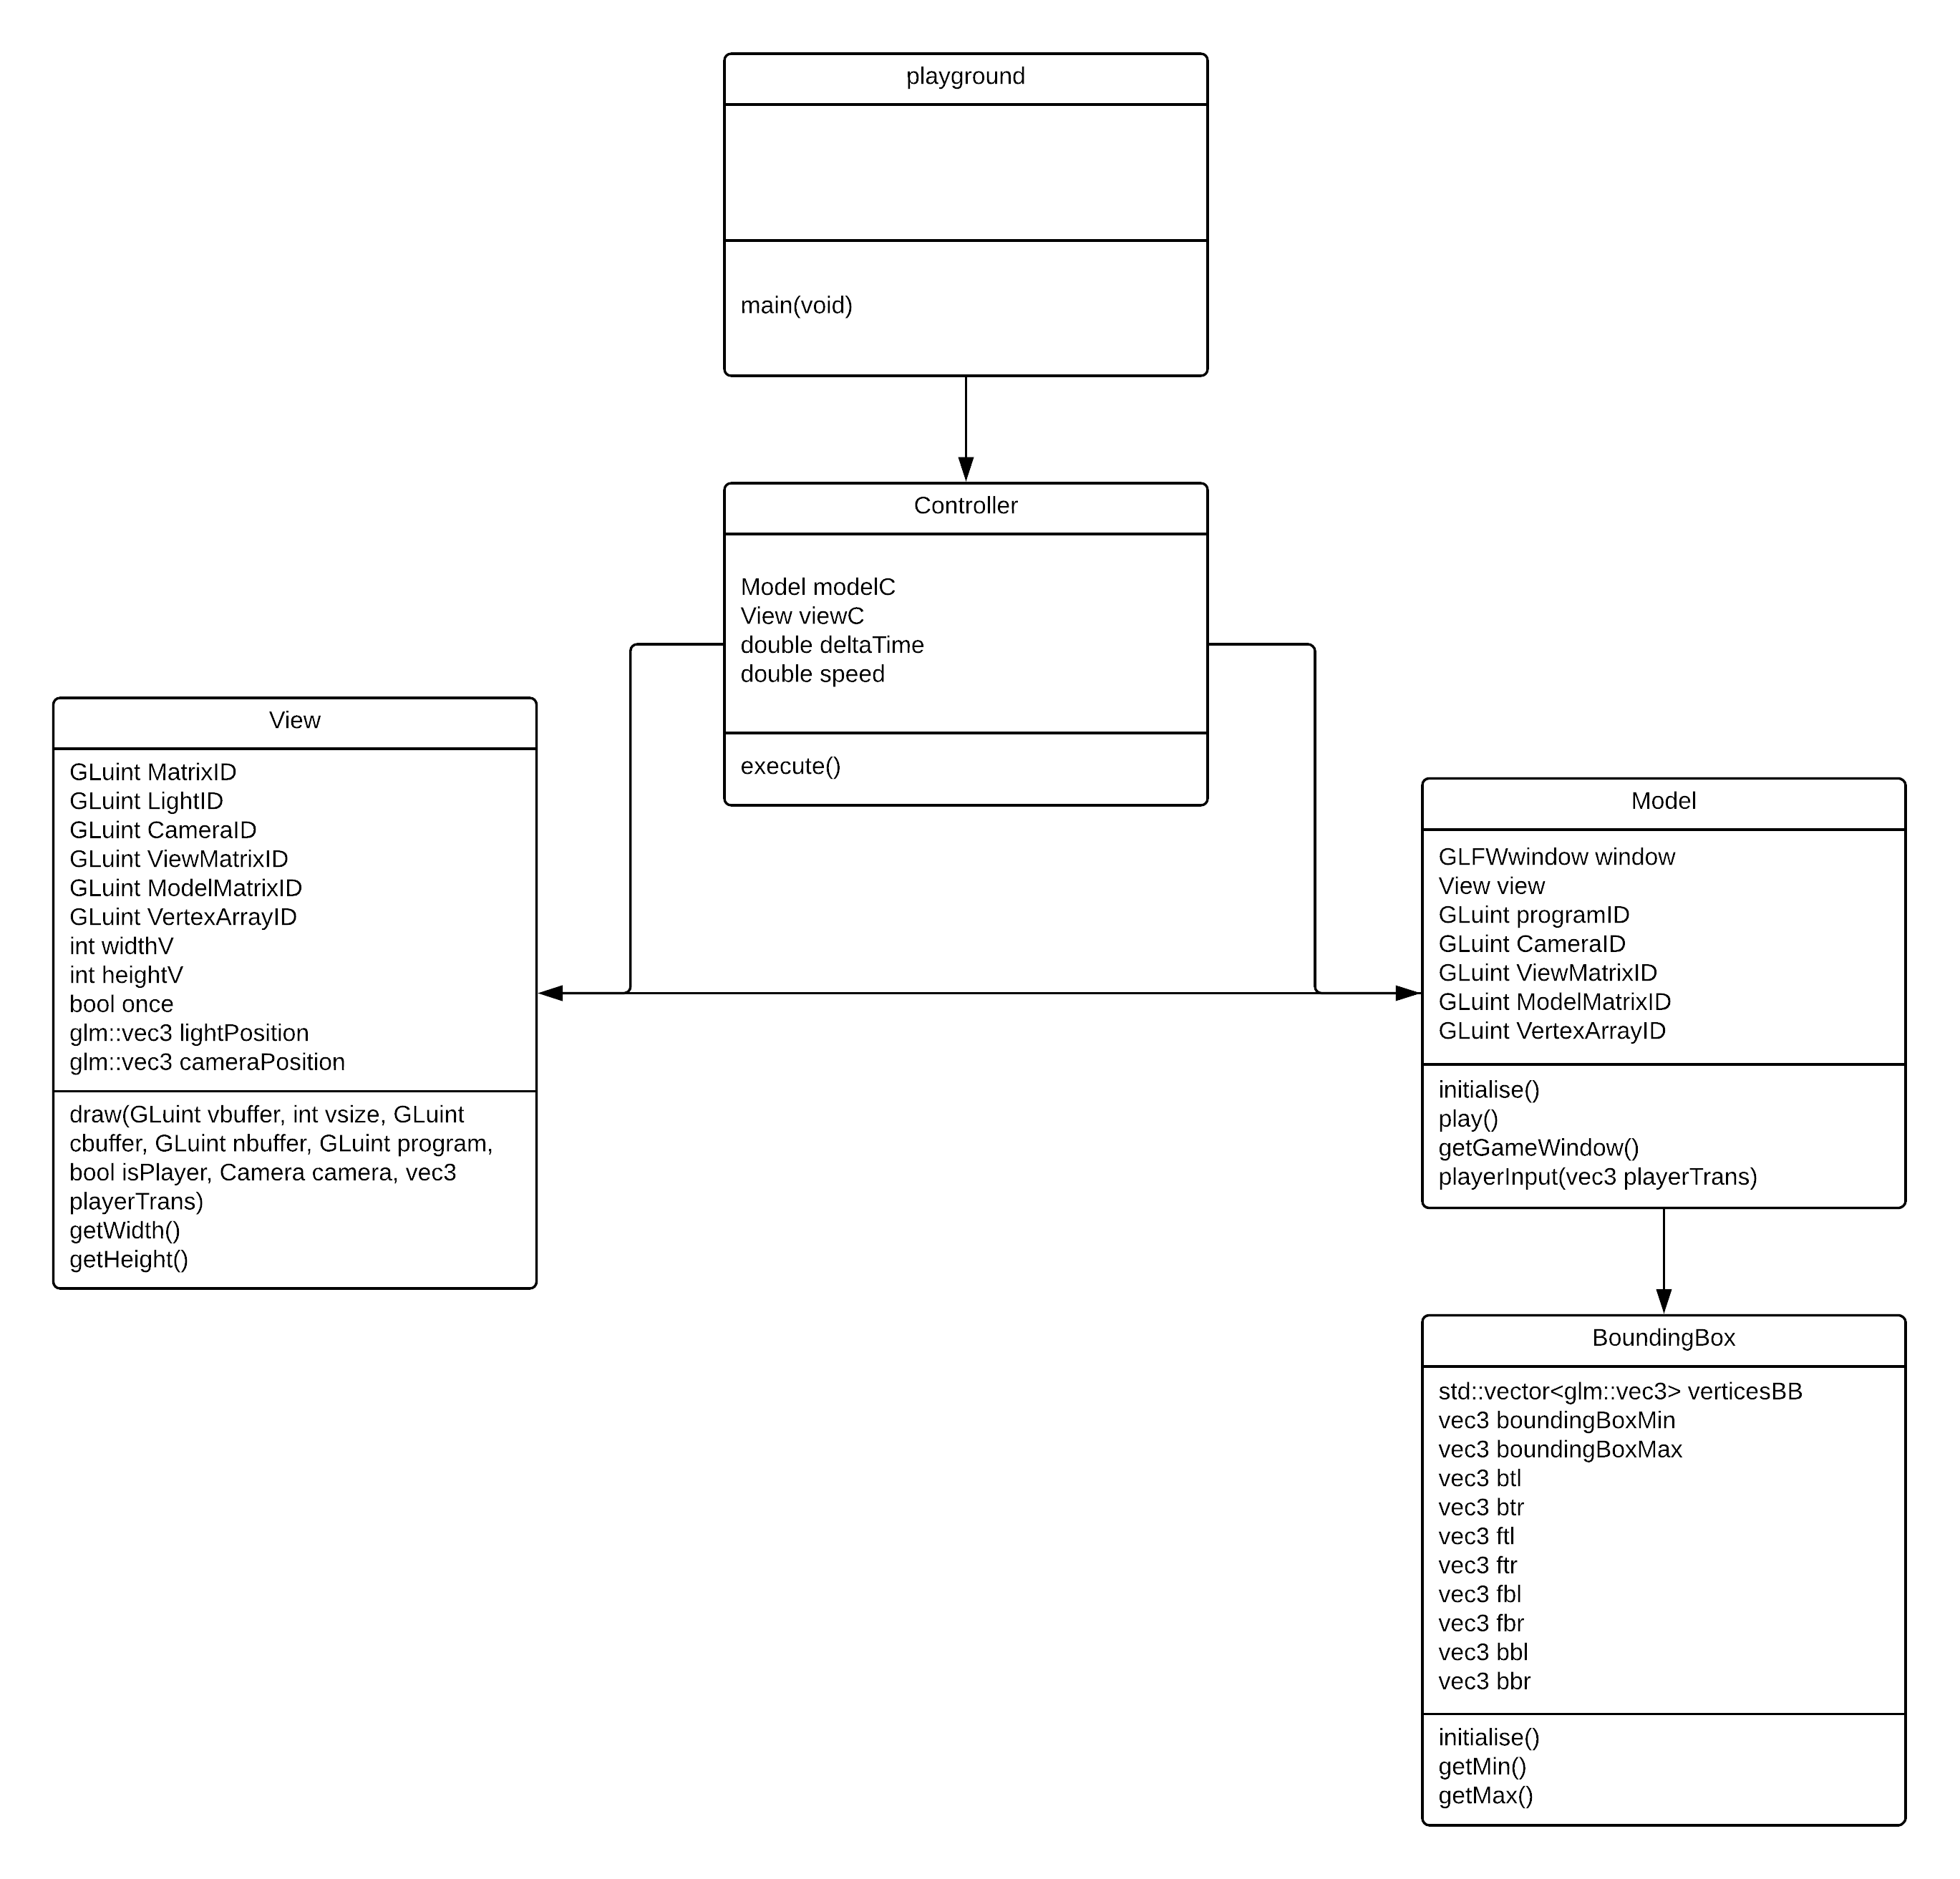 playground
main(void)
Controller
Model modelC
View viewC
double deltaTime
double speed
execute()
View
GLuint MatrixID
GLuint LightID
GLuint CameraID
GLuint ViewMatrixID
GLuint ModelMatrixID
GLuint VertexArrayID
int widthV
int heightV
bool once
glm::vec3 lightPosition
glm::vec3 cameraPosition
draw(GLuint vbuffer, int vsize, GLuint
cbuffer, GLuint nbuffer, GLuint program,
bool isPlayer, Camera camera, vec3
playerTrans)
getWidth()
getHeight()
Model
GLFWwindow window
View view
GLuint programID
GLuint CameraID
GLuint ViewMatrixID
GLuint ModelMatrixID
GLuint VertexArrayID
initialise()
play()
getGameWindow()
playerInput(vec3 playerTrans)
BoundingBox
std::vector<glm::vec3> verticesBB
vec3 boundingBoxMin
vec3 boundingBoxMax
vec3 btl
vec3 btr
vec3 ftl
vec3 ftr
vec3 fbl
vec3 fbr
vec3 bbl
vec3 bbr
initialise()
getMin()
getMax()